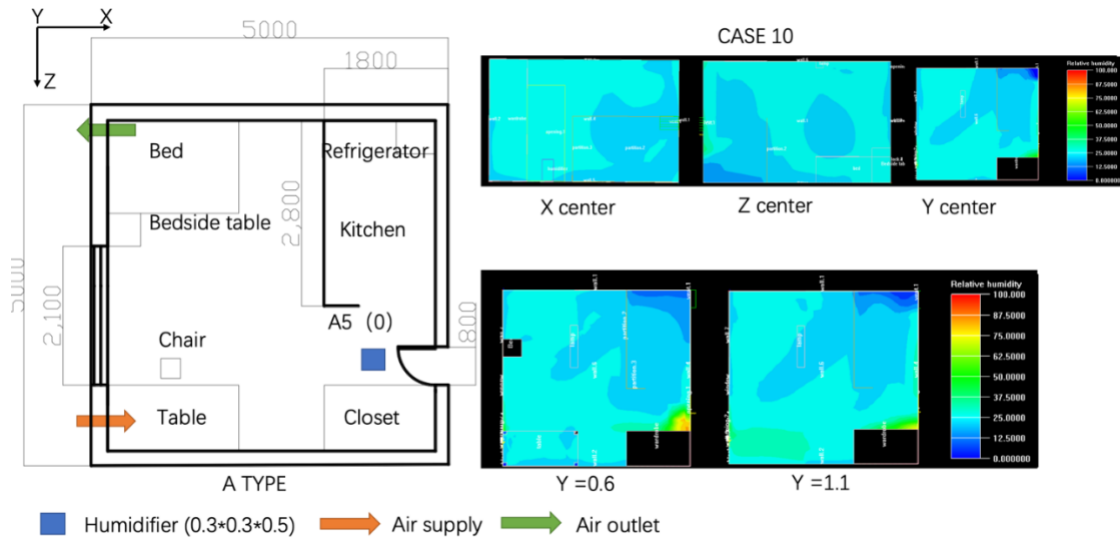 Y
X
Z
5000
1800
5000
2,100
2,800
800
Bed
Refrigerator
Bedside table
Kitchen
A5（0）
Chair
Table
Closet
A TYPE
CASE 10
Relative humidity
100.000
87.5000
75.0000
62.5000
50.0000
37.5000
25.0000
12.5000
0.000000
X center
Z center
Y center
Relative humidity
100.000
87.5000
75.0000
62.5000
50.0000
37.5000
25.0000
12.5000
0.000000
Y =0.6
Y =1.1
Humidifier (0.3*0.3*0.5)
Air supply
Air outlet